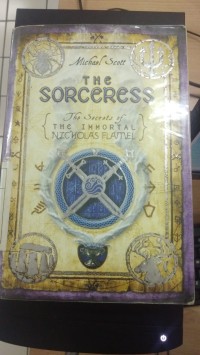 Michael Scott
THE
SORCERESS
The Secrets of
THE IMMORTAL
NICHOLAS FLAMEL